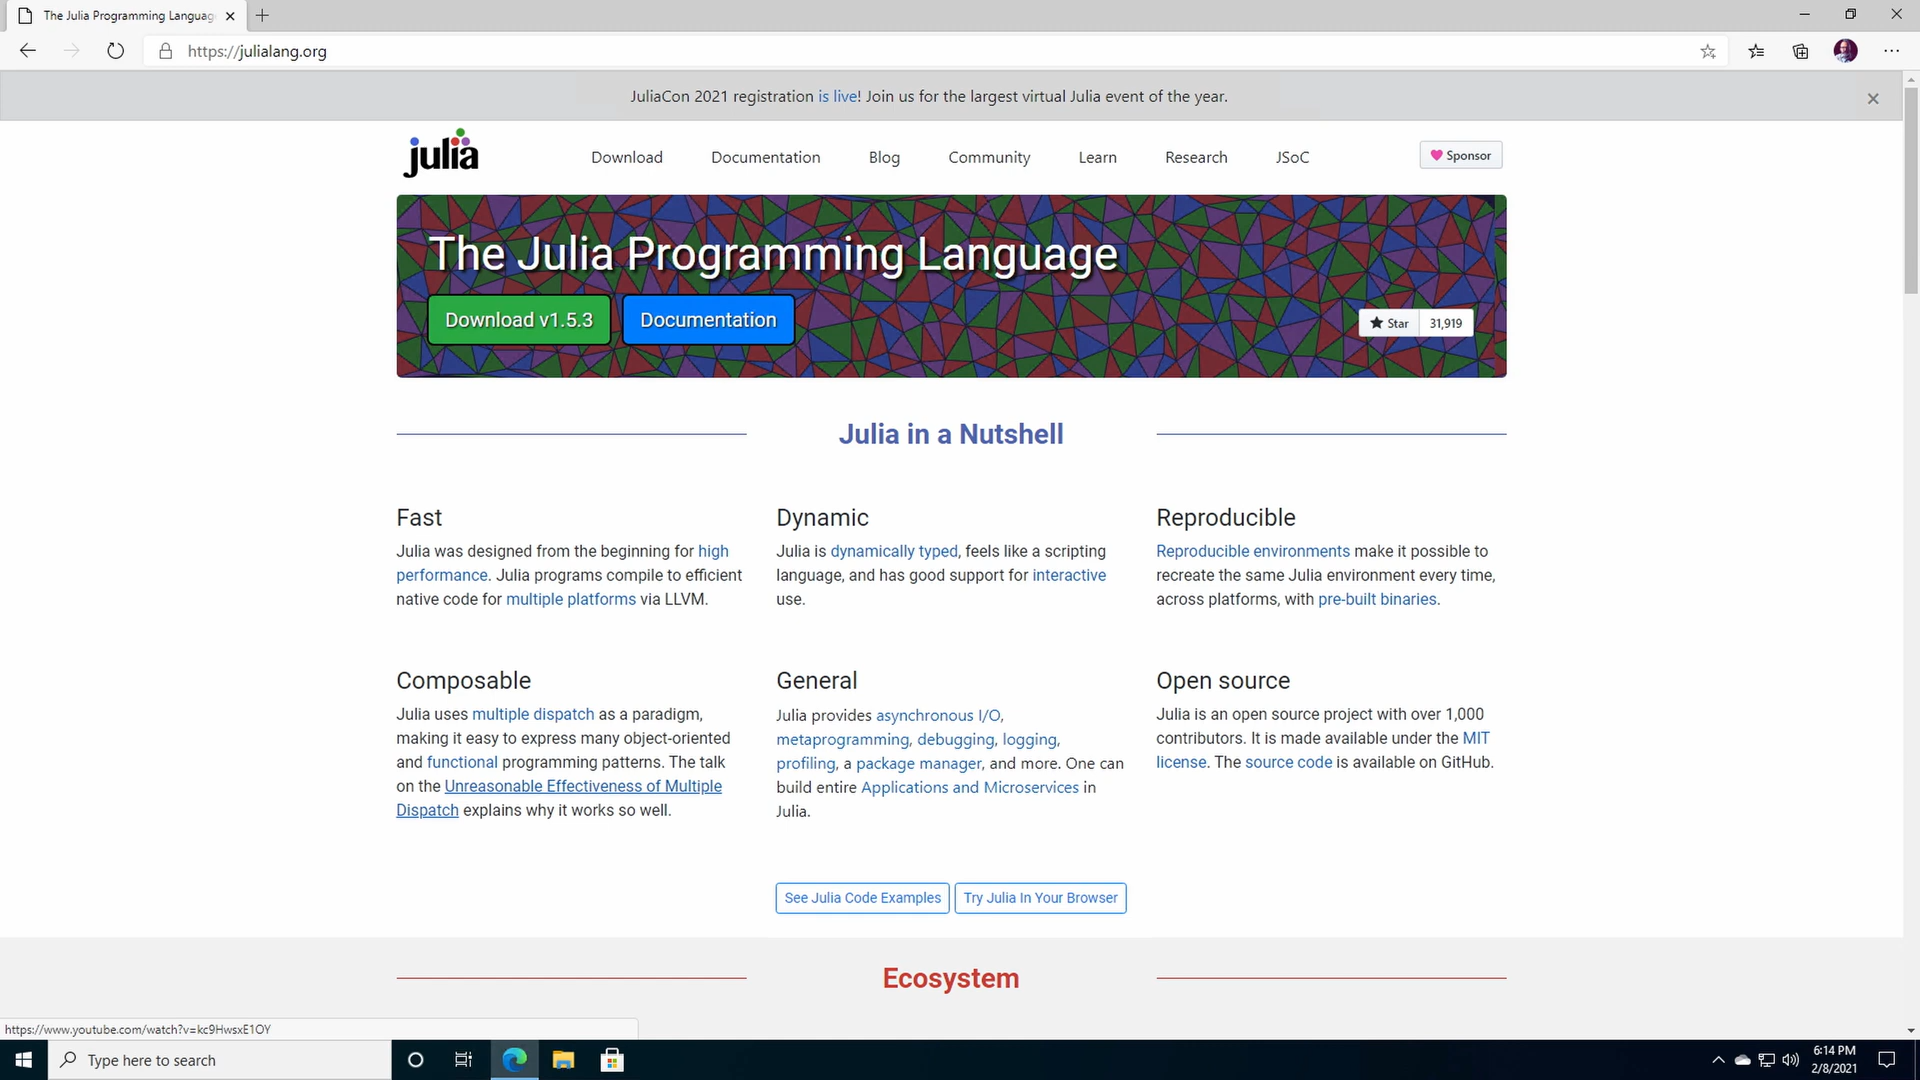 The Julia Programming Languag
https://julialang.org
JuliaCon 2021 registration is live! Join us for the largest virtual Julia event of the year.
julia
Download
Documentation
Blog
Community
Learn
Research
JSoC
Sponsor
The Julia Programming Language
Download v1.5.3
Documentation
Star
31,919
Julia in a Nutshell
Fast
Julia was designed from the beginning for high
performance. Julia programs compile to efficient
native code for multiple platforms via LLVM.
Dynamic
Julia is dynamically typed, feels like a scripting
language, and has good support for interactive
use.
Reproducible
Reproducible environments make it possible to
recreate the same Julia environment every time,
across platforms, with pre-built binaries.
Composable
Julia uses multiple dispatch as a paradigm,
making it easy to express many object-oriented
and functional programming patterns. The talk
on the Unreasonable Effectiveness of Multiple
Dispatch explains why it works so well.
General
Julia provides asynchronous I/O,
metaprogramming, debugging, logging,
profiling, a package manager, and more. One can
build entire Applications and Microservices in
Julia.
Open source
Julia is an open source project with over 1,000
contributors. It is made available under the MIT
license. The source code is available on GitHub.
See Julia Code Examples
Try Julia In Your Browser
Ecosystem
https://www.youtube.com/watch?v=kc9HwsxE1OY
Type here to search
6:14 PM
2/8/2021